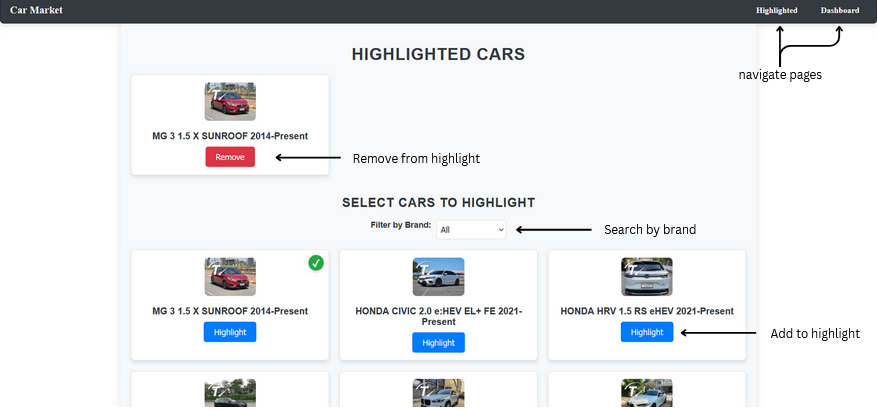 Car Market
Highlighted Dashboard
navigate pages
HIGHLIGHTED CARS
MG 3 1.5 X SUNROOF 2014-Present
Remove
Remove from highlight
SELECT CARS TO HIGHLIGHT
Filter by Brand: All
Search by brand
MG 3 1.5 X SUNROOF 2014-Present
Highlight
HONDA CIVIC 2.0 e:HEV EL+ FE 2021-
Present
Highlight
HONDA HRV 1.5 RS eHEV 2021-Present
Highlight
Add to highlight